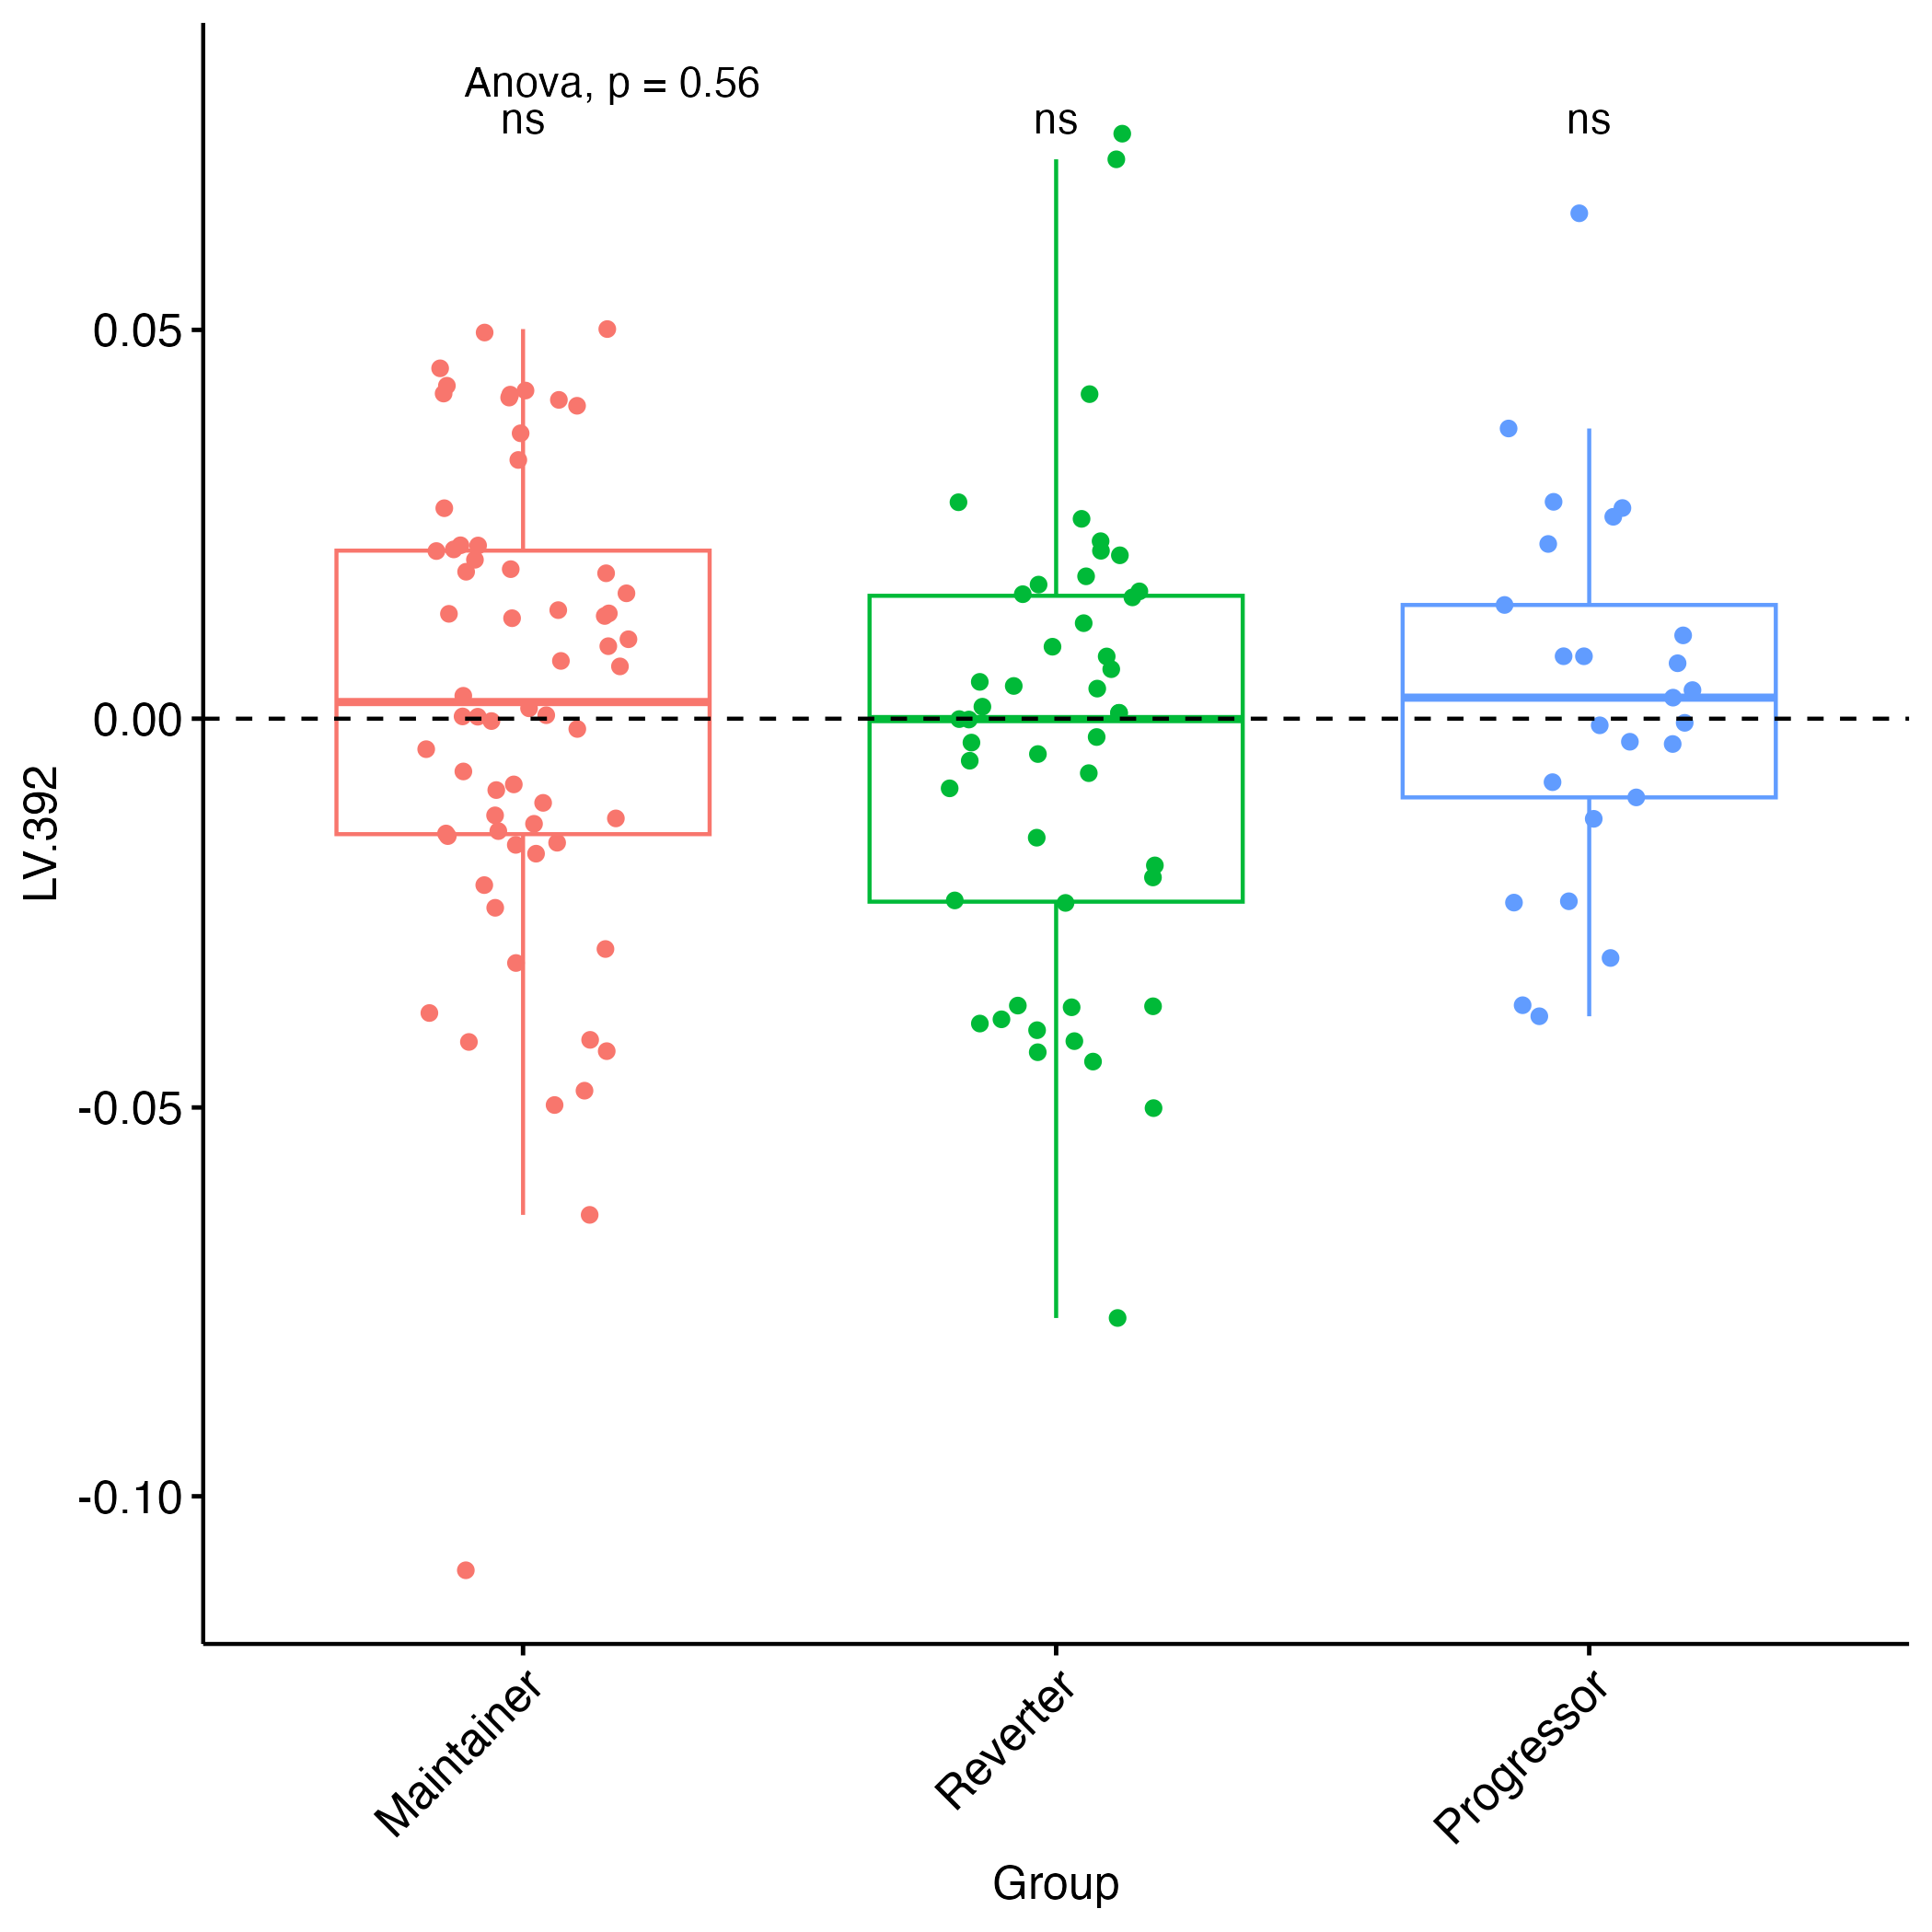 Anova, p = 0.56
ns ns ns
0.05
0.00
-0.05
-0.10
LV.392
Maintainer
Reverter
Progressor
Group